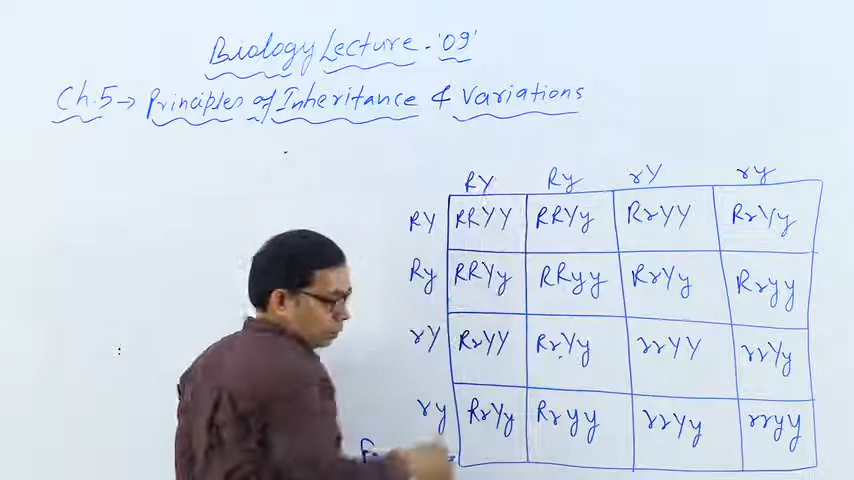 Biology Lecture - '09'
Ch.5 → Principles of Inheritance & Variations
RY Ry rY ry
RY RRYY RRYy RrYY RrYy
Ry RRYy RRyy RrYy Rryy
rY RrYY RrYy rrYY rrYy
ry RrYy Rryy rrYy rryy